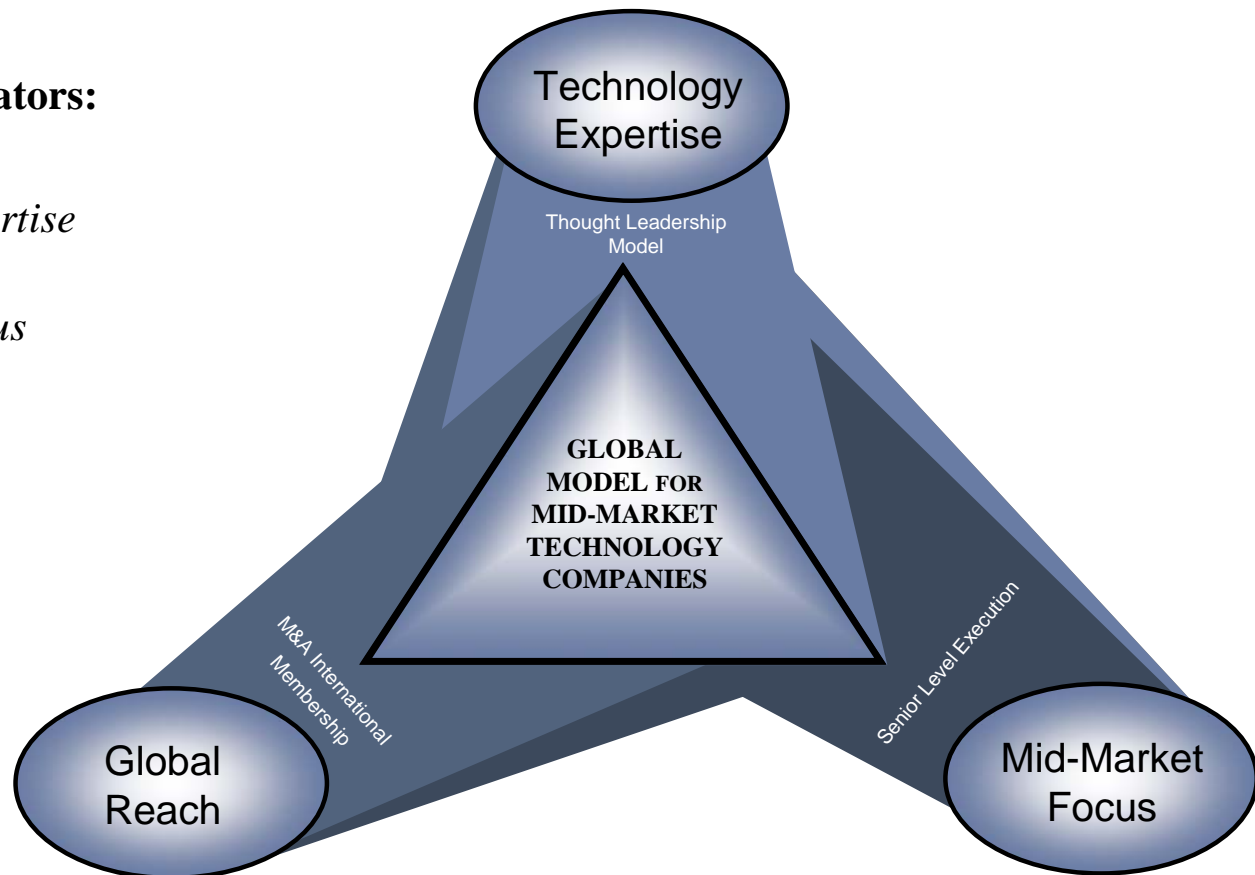 ators:
rtise
us
Technology
Expertise
Thought Leadership
Model
GLOBAL
MODEL FOR
MID-MARKET
TECHNOLOGY
COMPANIES
M&A International
Membership
Senior Level Execution
Global
Reach
Mid-Market
Focus